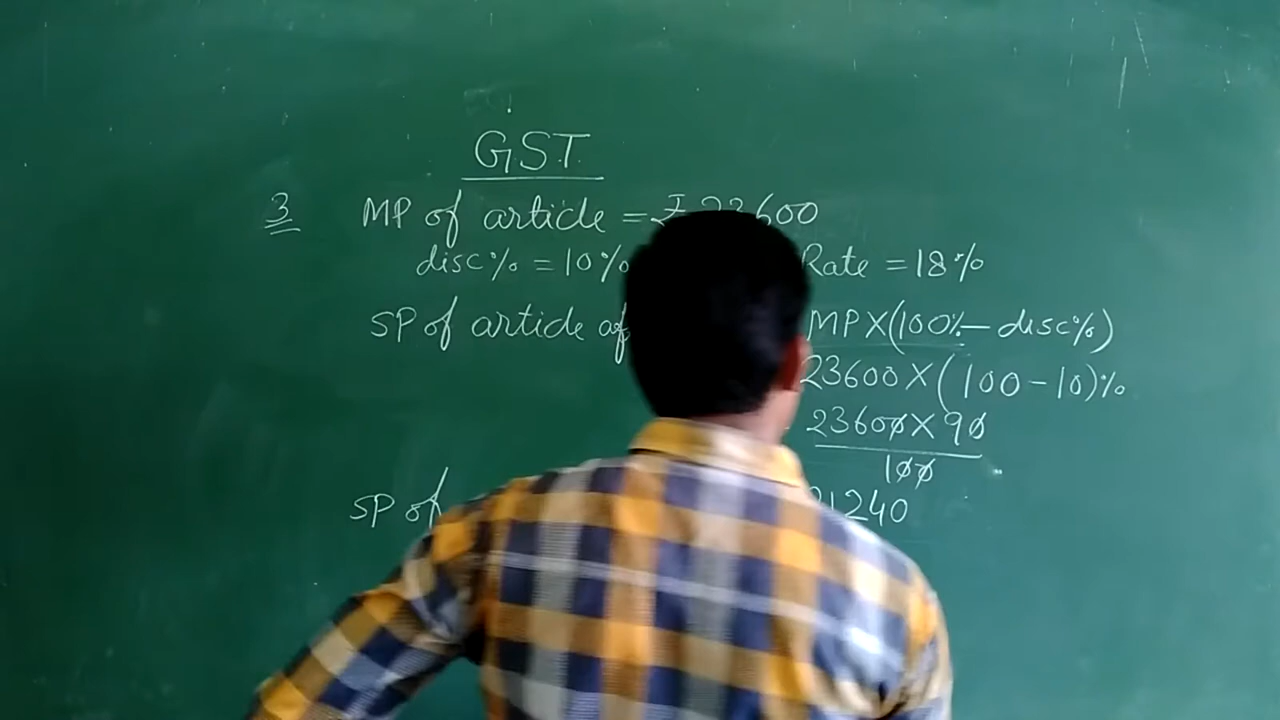 GST
3 MP of article = ₹ 23600
disc% = 10% Rate = 18%
SP of article MP X (100% - disc%)
23600 X (100 - 10)%
23600 X 90
100
SP of 21240